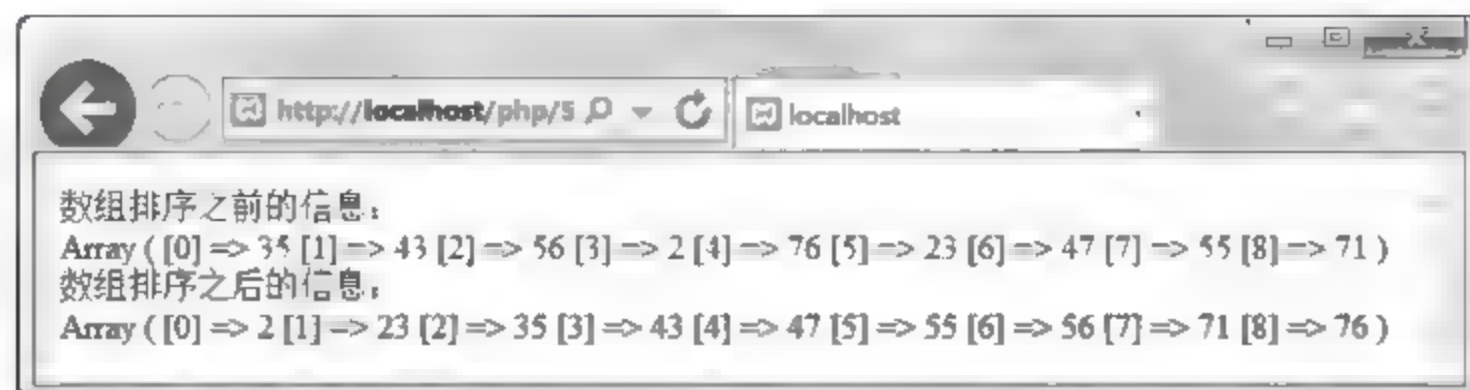 http://localhost/php/5
localhost
数组排序之前的信息:
Array ( [0] => 35 [1] => 43 [2] => 56 [3] => 2 [4] => 76 [5] => 23 [6] => 47 [7] => 55 [8] => 71 )
数组排序之后的信息:
Array ( [0] => 2 [1] => 23 [2] => 35 [3] => 43 [4] => 47 [5] => 55 [6] => 56 [7] => 71 [8] => 76 )